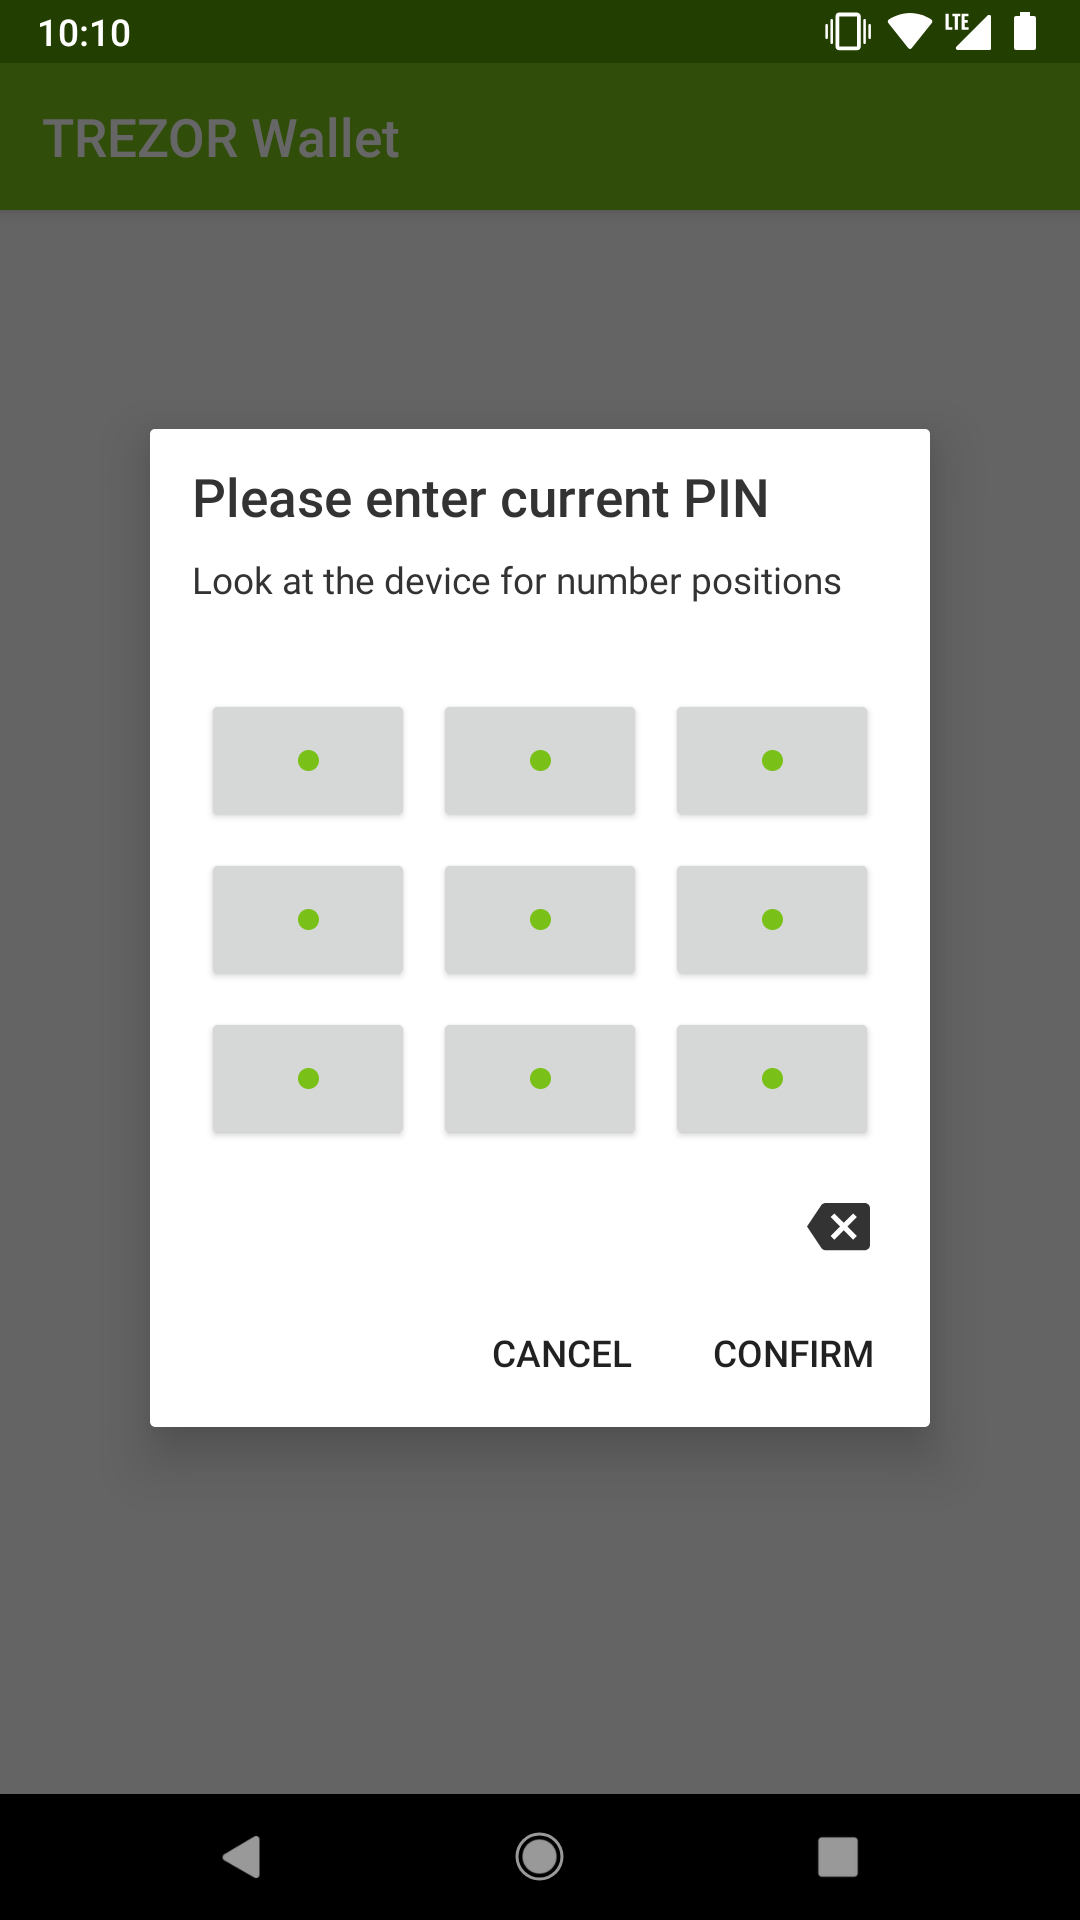 10:10
LTE
TREZOR Wallet
Please enter current PIN
Look at the device for number positions
CANCEL
CONFIRM